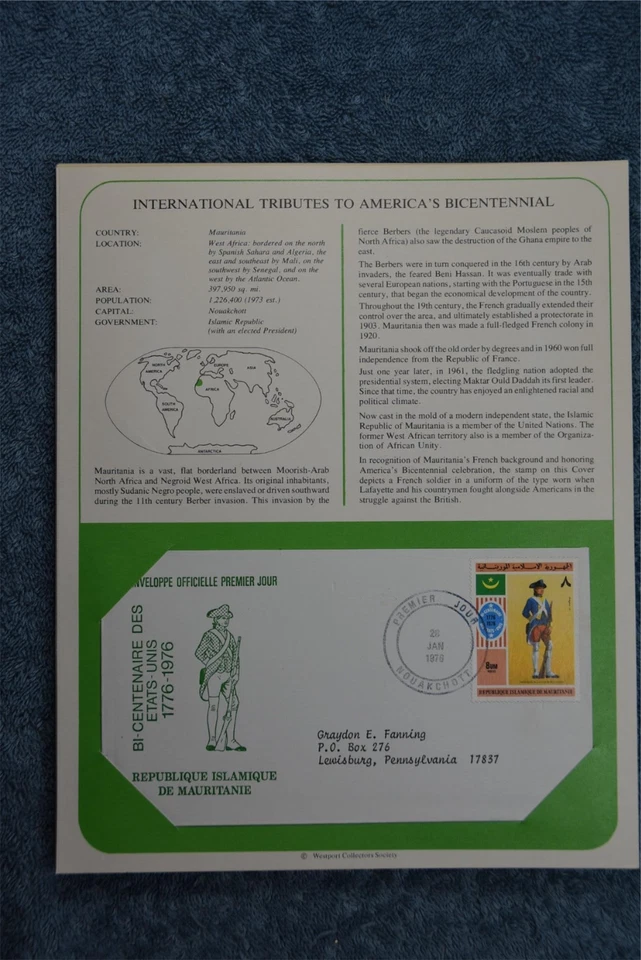 INTERNATIONAL TRIBUTES TO AMERICA'S BICENTENNIAL
COUNTRY: Mauritania
LOCATION: West Africa: bordered on the north
by Spanish Sahara and Algeria, the
east and southeast by Mali, on the
southwest by Senegal, and on the
west by the Atlantic Ocean.
AREA: 397,950 sq. mi.
POPULATION: 1,226,400 (1973 est.)
CAPITAL: Nouakchott
GOVERNMENT: Islamic Republic
(with an elected President)
NORTH
AMERICA
EUROPE
ASIA
AFRICA
SOUTH
AMERICA
AUSTRALIA
ANTARCTICA
Mauritania is a vast, flat borderland between Moorish-Arab
North Africa and Negroid West Africa. Its original inhabitants,
mostly Sudanic Negro people, were enslaved or driven southward
during the 11th century Berber invasion. This invasion by the
fierce Berbers (the legendary Caucasoid Moslem peoples of
North Africa) also saw the destruction of the Ghana empire to the
east.
The Berbers were in turn conquered in the 16th century by Arab
invaders, the feared Beni Hassan. It was eventually trade with
several European nations, starting with the Portuguese in the 15th
century, that began the economical development of the country.
Throughout the 19th century, the French gradually extended their
control over the area, and ultimately established a protectorate in
1903. Mauritania then was made a full-fledged French colony in
1920.
Mauritania shook off the old order by degrees and in 1960 won full
independence from the Republic of France.
Just one year later, in 1961, the fledgling nation adopted the
presidential system, electing Maktar Ould Daddah its first leader.
Since that time, the country has enjoyed an enlightened racial and
political climate.
Now cast in the mold of a modern independent state, the Islamic
Republic of Mauritania is a member of the United Nations. The
former West African territory also is a member of the Organiza-
tion of African Unity.
In recognition of Mauritania's French background and honoring
America's Bicentennial celebration, the stamp on this Cover
depicts a French soldier in a uniform of the type worn when
Lafayette and his countrymen fought alongside Americans in the
struggle against the British.
NVELOPPE OFFICIELLE PREMIER JOUR
BI-CENTENAIRE DES
ETATS-UNIS
1776-1976
REPUBLIQUE ISLAMIQUE
DE MAURITANIE
PREMIER JOUR
26
JAN
1976
NOUAKCHOTT
الجمهورية الإسلامية الموريتانية
٨
1776
1976
8UM
REPUBLIQUE ISLAMIQUE DE MAURITANIE
Graydon E. Fanning
P.O. Box 276
Lewisburg, Pennsylvania 17837
© Westport Collectors Society